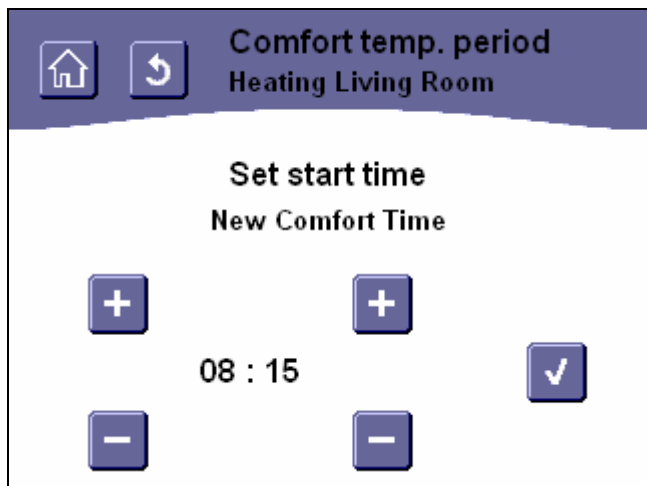 Comfort temp. period
Heating Living Room
Set start time
New Comfort Time
+ +
08 : 15
− −